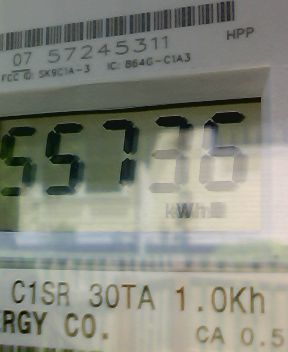 07 57245311 HPP
FCC ID: SK9C1A-3 IC: 864G-C1A3
55736
kWh
C1SR 30TA 1.0Kh
RGY CO. CA 0.5